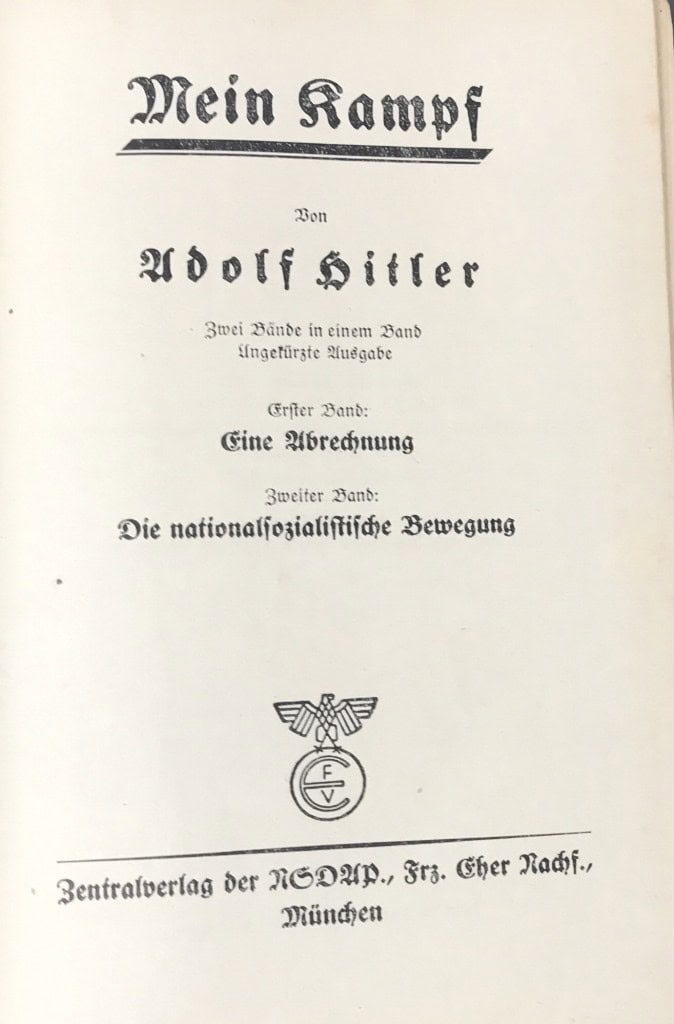 Mein Kampf
Von
Adolf Hitler
Zwei Bände in einem Band
Ungekürzte Ausgabe
Erster Band:
Eine Abrechnung
Zweiter Band:
Die nationalsozialistische Bewegung
F
E
V
Zentralverlag der NSDAP., Frz. Eher Nachf.,
München